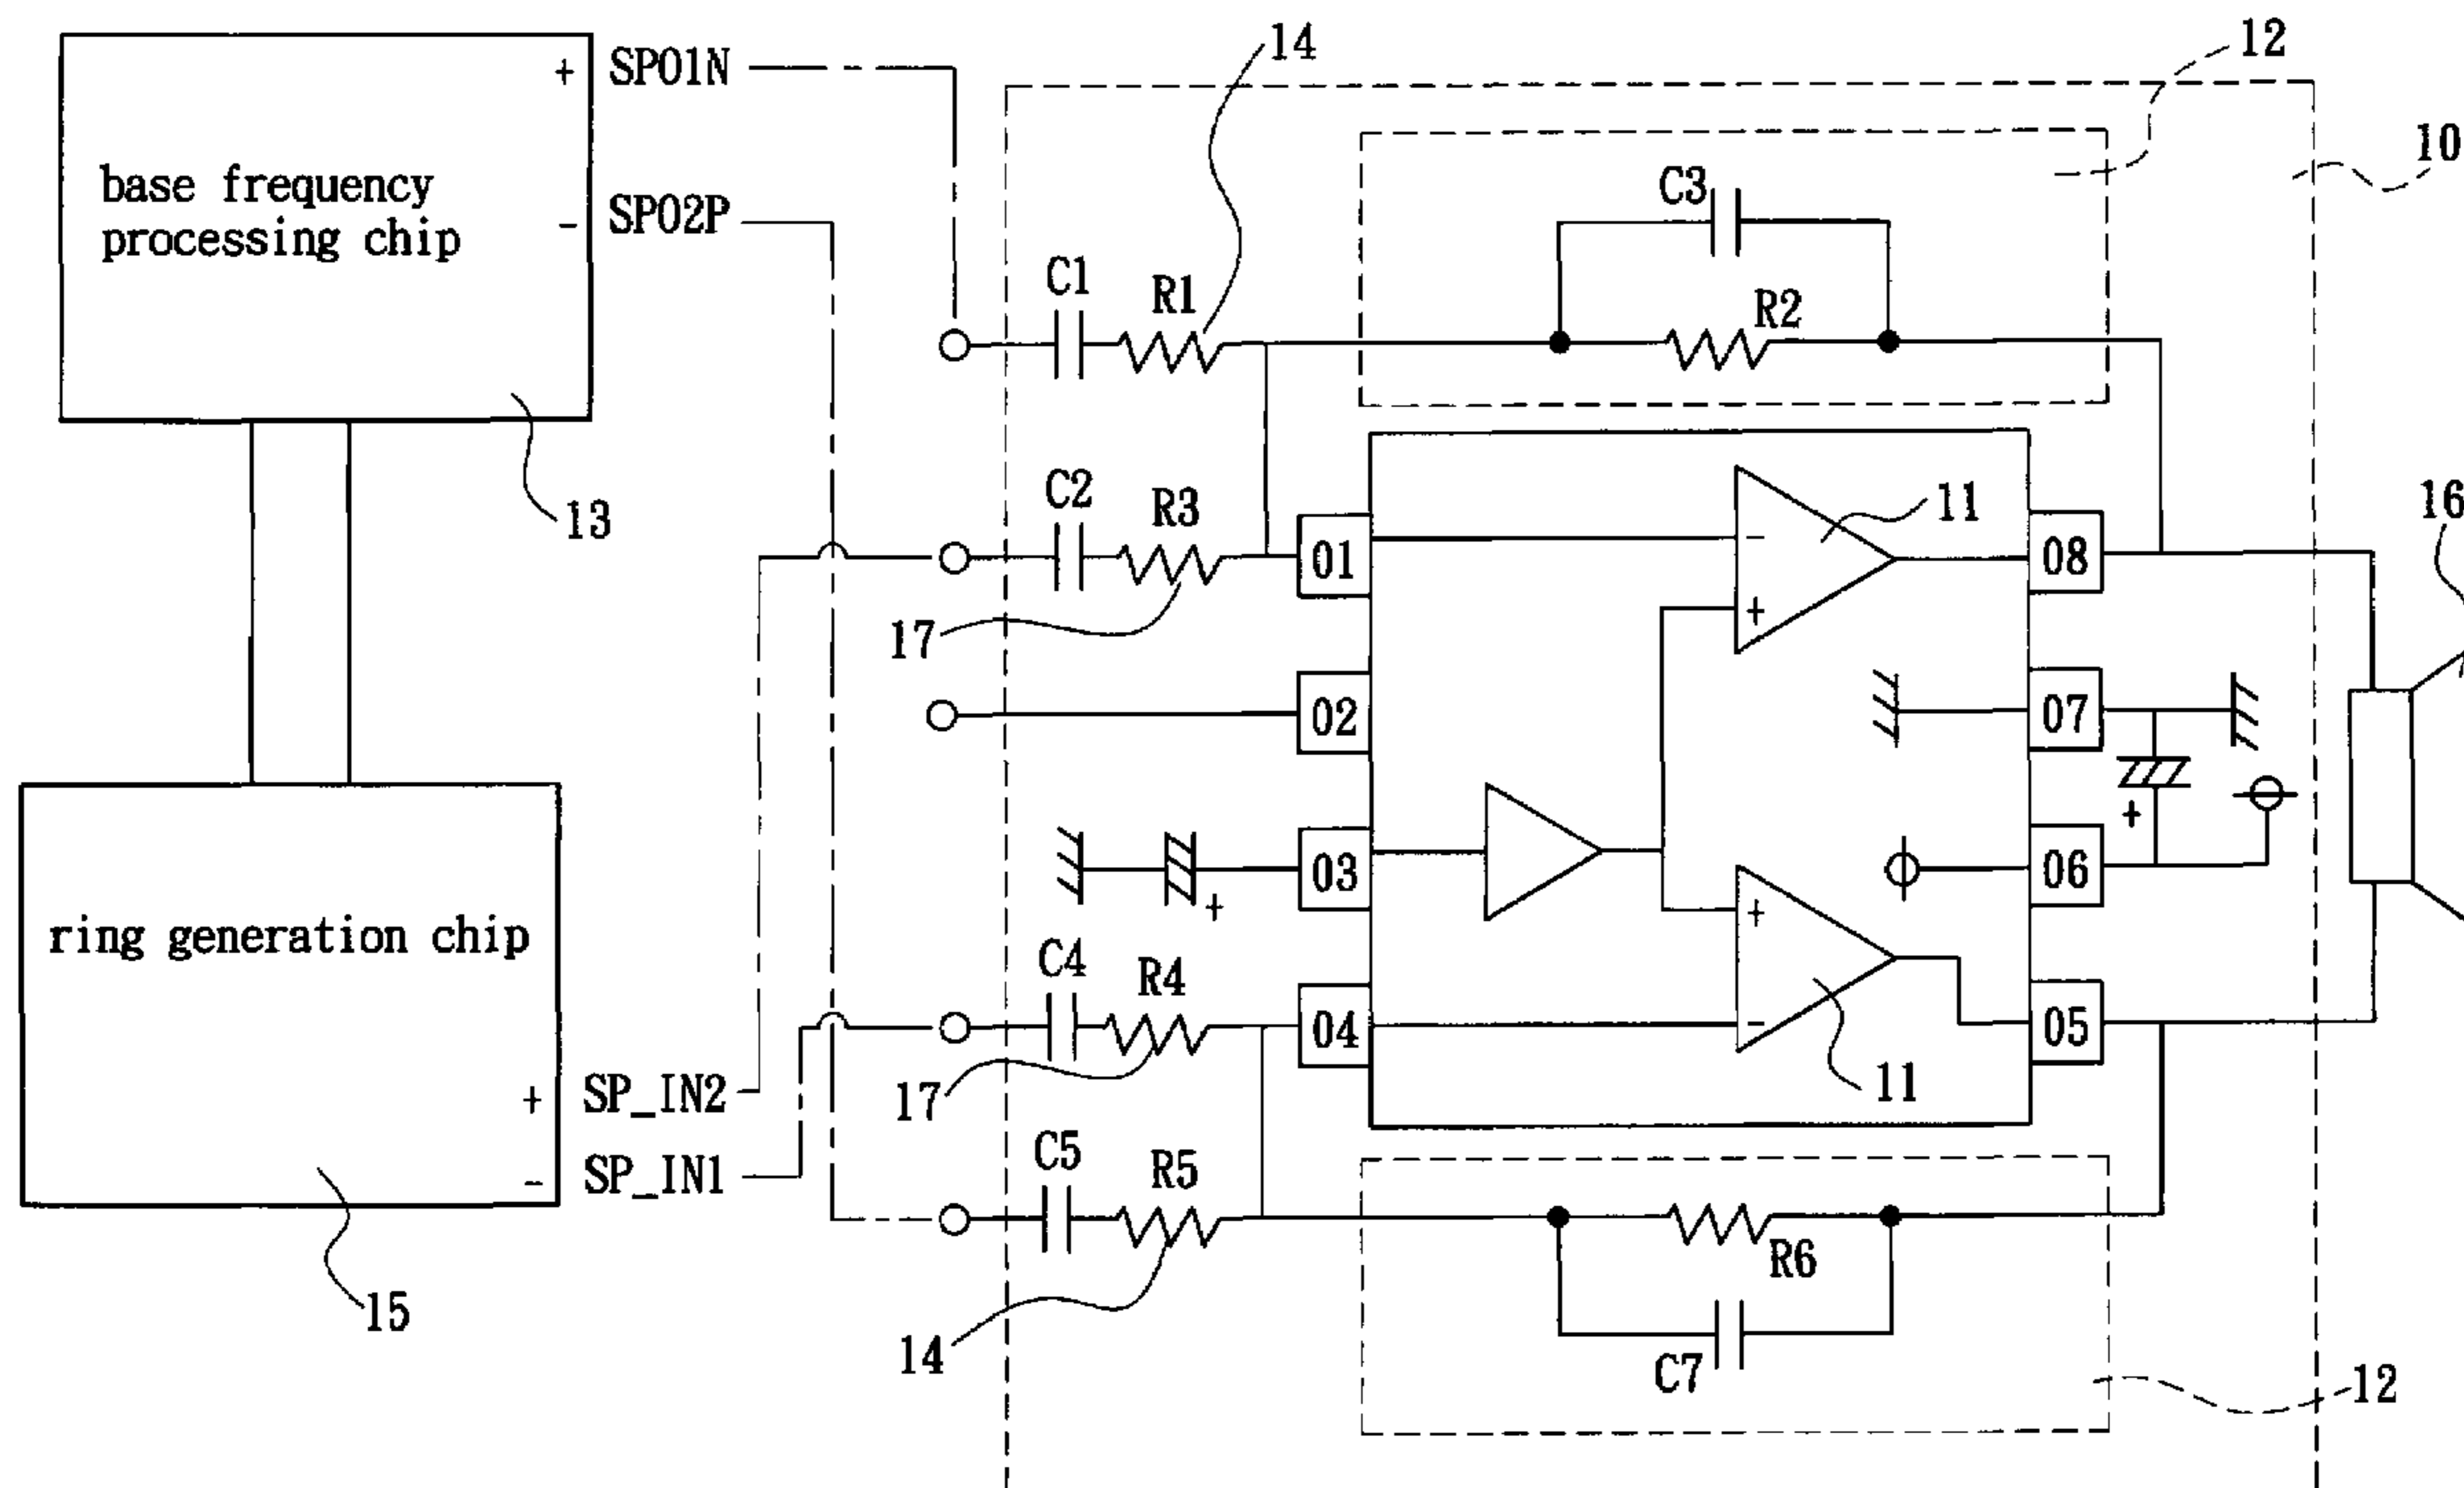 14
12
10
+ SPO1N
- SPO2P
base frequency
processing chip
C3
C1
R1
R2
13
C2
R3
11
16
01
-
08
17
+
02
07
03
+
+
06
ring generation chip
C4
R4
+
04
-
05
11
+ SP_IN2
17
- SP_IN1
C5
R5
R6
15
14
C7
12